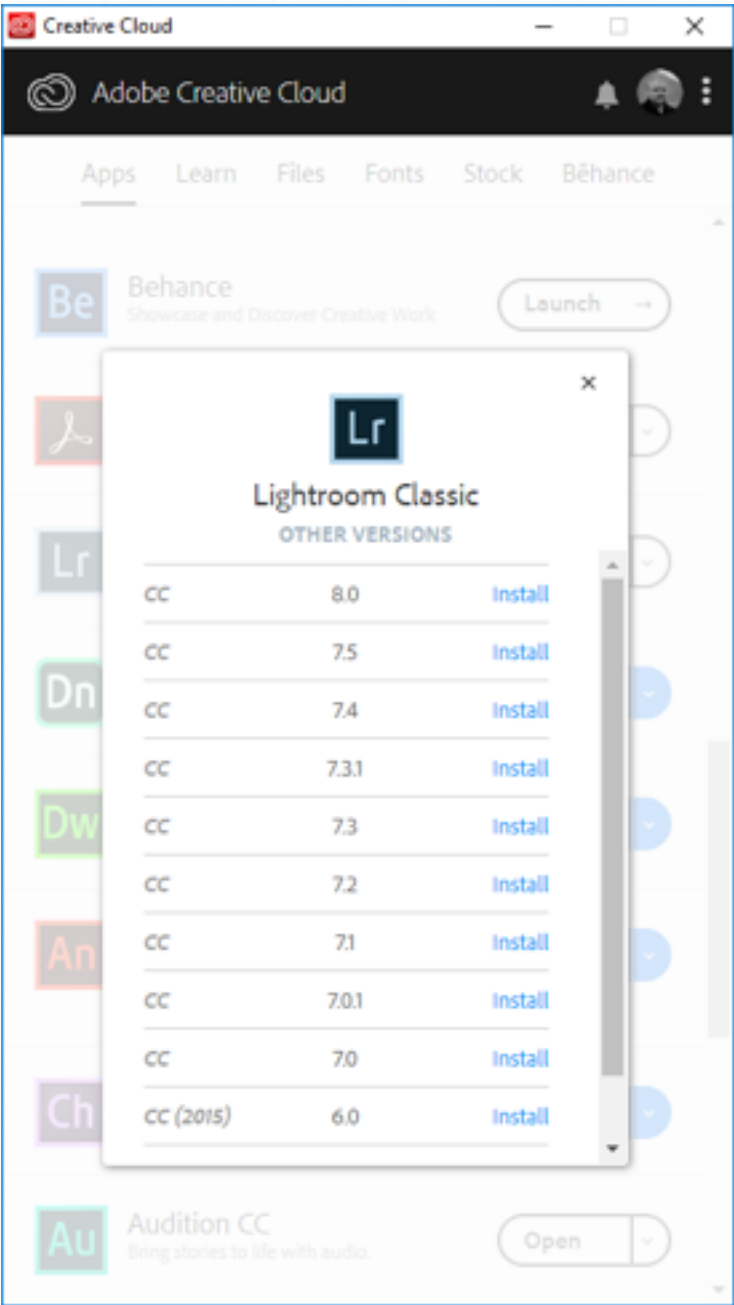 Creative Cloud
Adobe Creative Cloud
Apps Learn Files Fonts Stock Bēhance
Be Behance Launch →
Showcase and Discover Creative Work
Lr
Lightroom Classic
OTHER VERSIONS
Lr
CC 8.0 Install
CC 7.5 Install
Dn
CC 7.4 Install
CC 7.3.1 Install
Dw
CC 7.3 Install
CC 7.2 Install
An
CC 7.1 Install
CC 7.0.1 Install
CC 7.0 Install
Ch
CC (2015) 6.0 Install
Au Audition CC Open
Bring stories to life with audio.